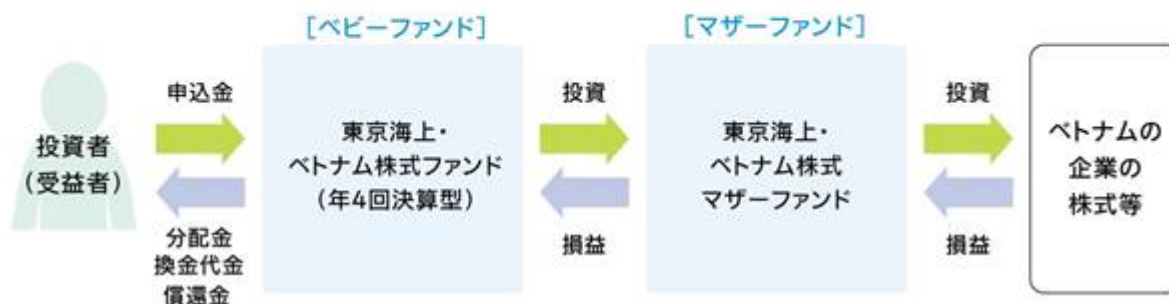 [ベビーファンド]
[マザーファンド]
申込金
投資者
(受益者)
分配金
換金代金
償還金
東京海上・
ベトナム株式ファンド
(年4回決算型)
投資
損益
東京海上・
ベトナム株式
マザーファンド
投資
損益
ベトナムの
企業の
株式等